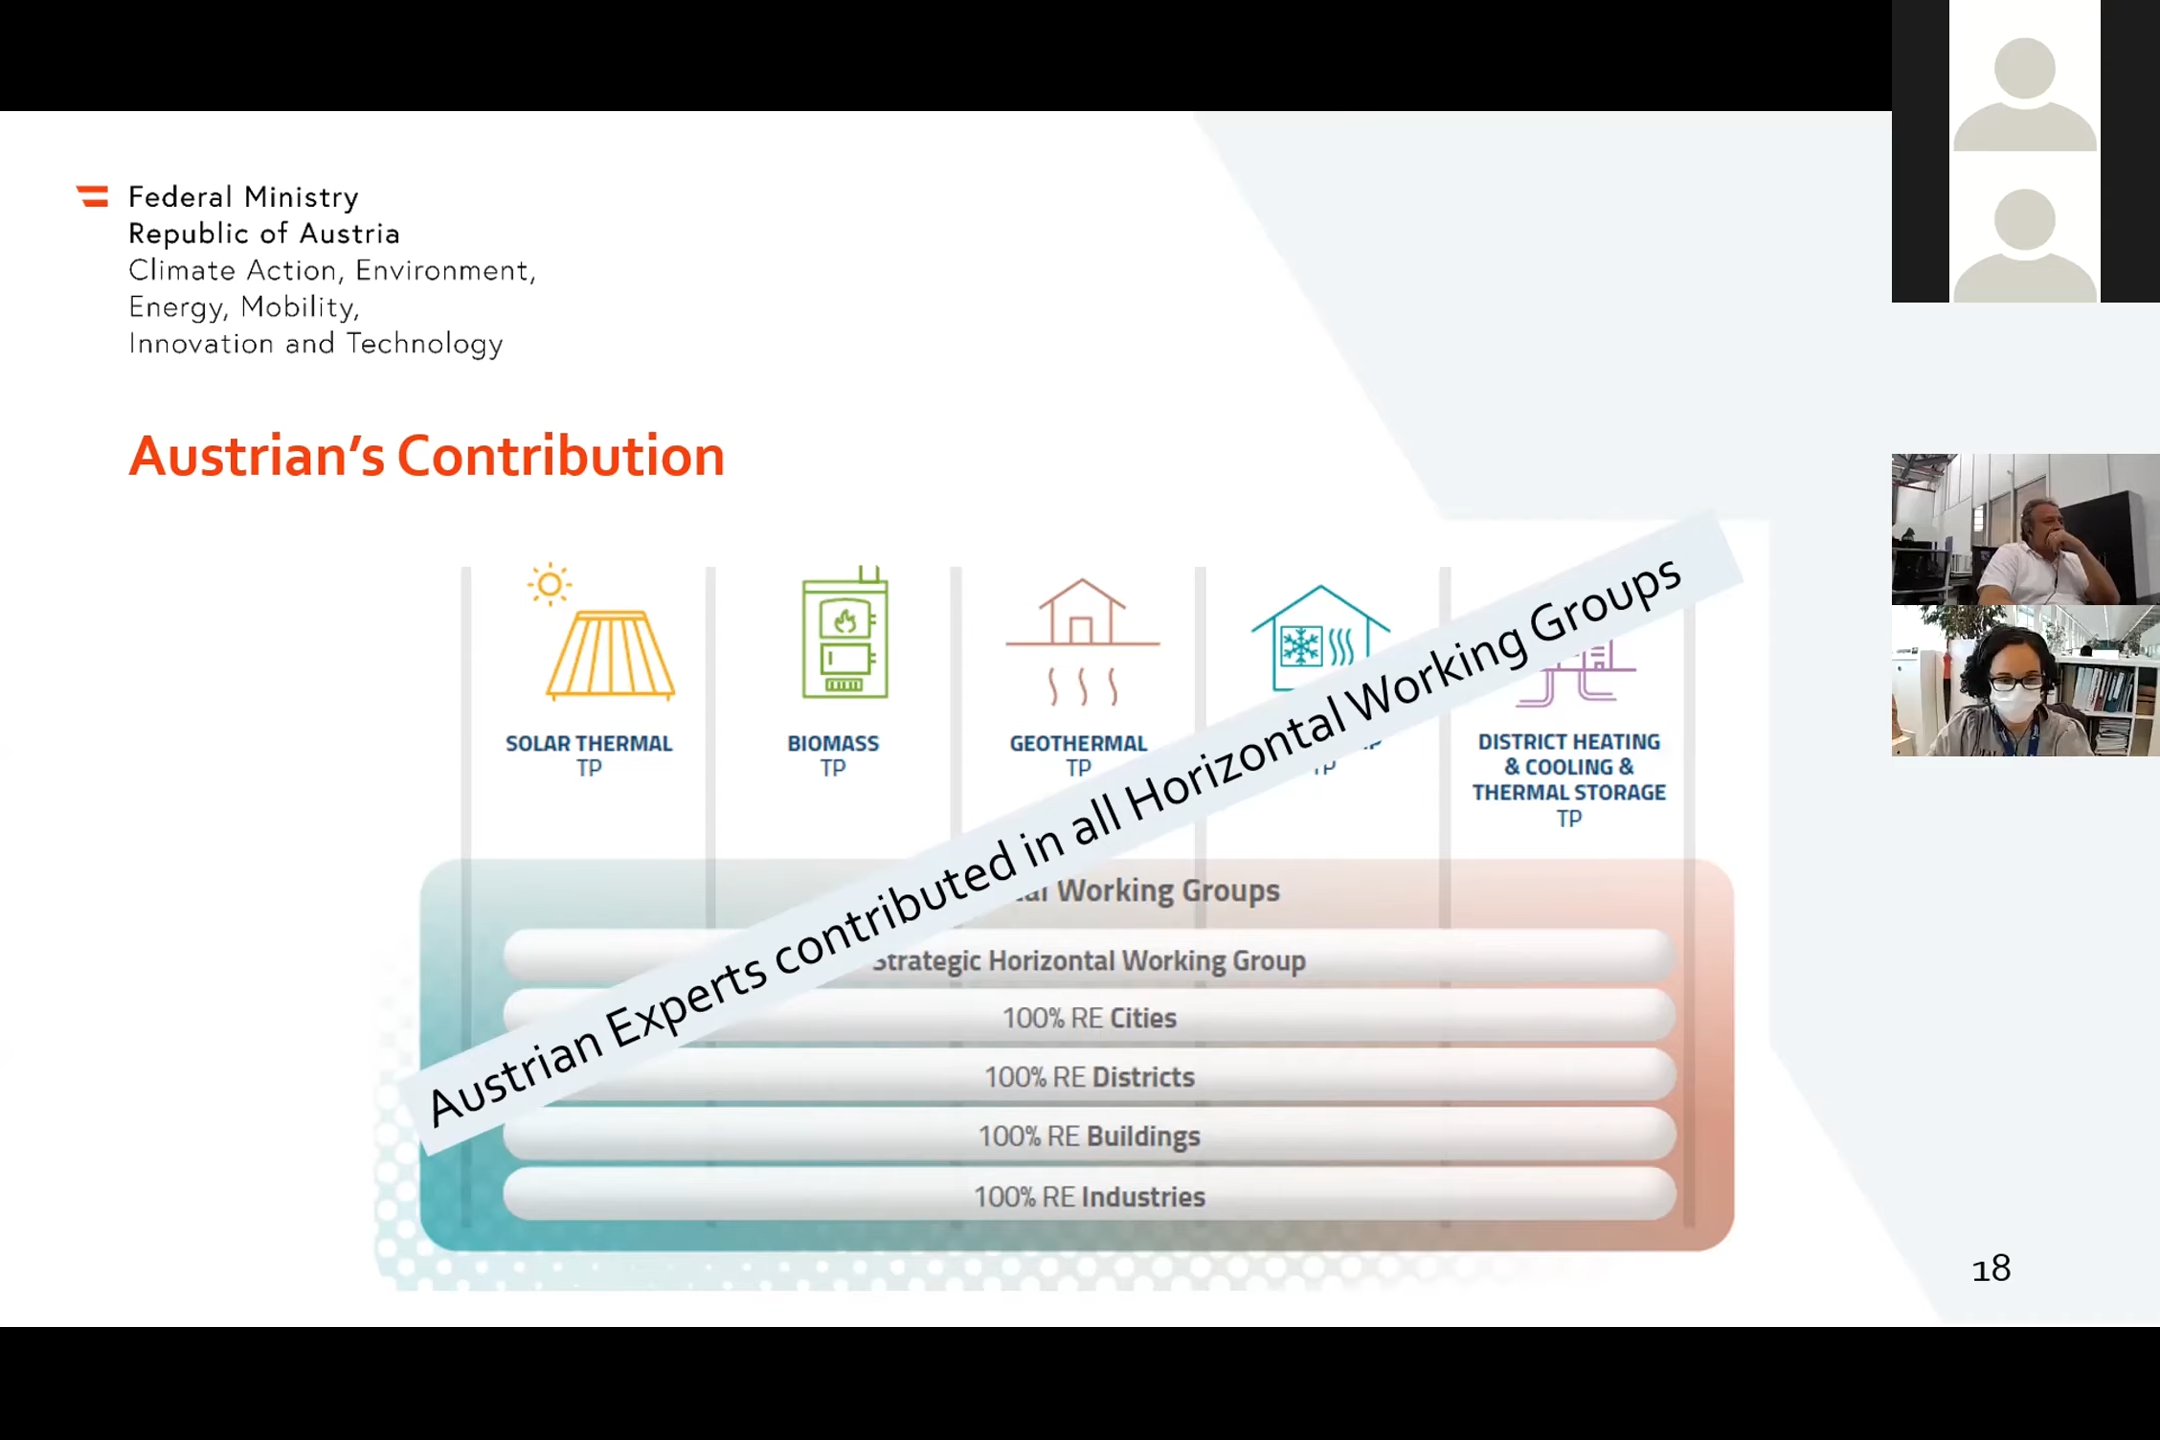 Federal Ministry
Republic of Austria
Climate Action, Environment,
Energy, Mobility,
Innovation and Technology
Austrian's Contribution
SOLAR THERMAL
TP
BIOMASS
TP
GEOTHERMAL
TP
TP
DISTRICT HEATING
& COOLING &
THERMAL STORAGE
TP
Austrian Experts contributed in all Horizontal Working Groups
Working Groups
Strategic Horizontal Working Group
100% RE Cities
100% RE Districts
100% RE Buildings
100% RE Industries
18